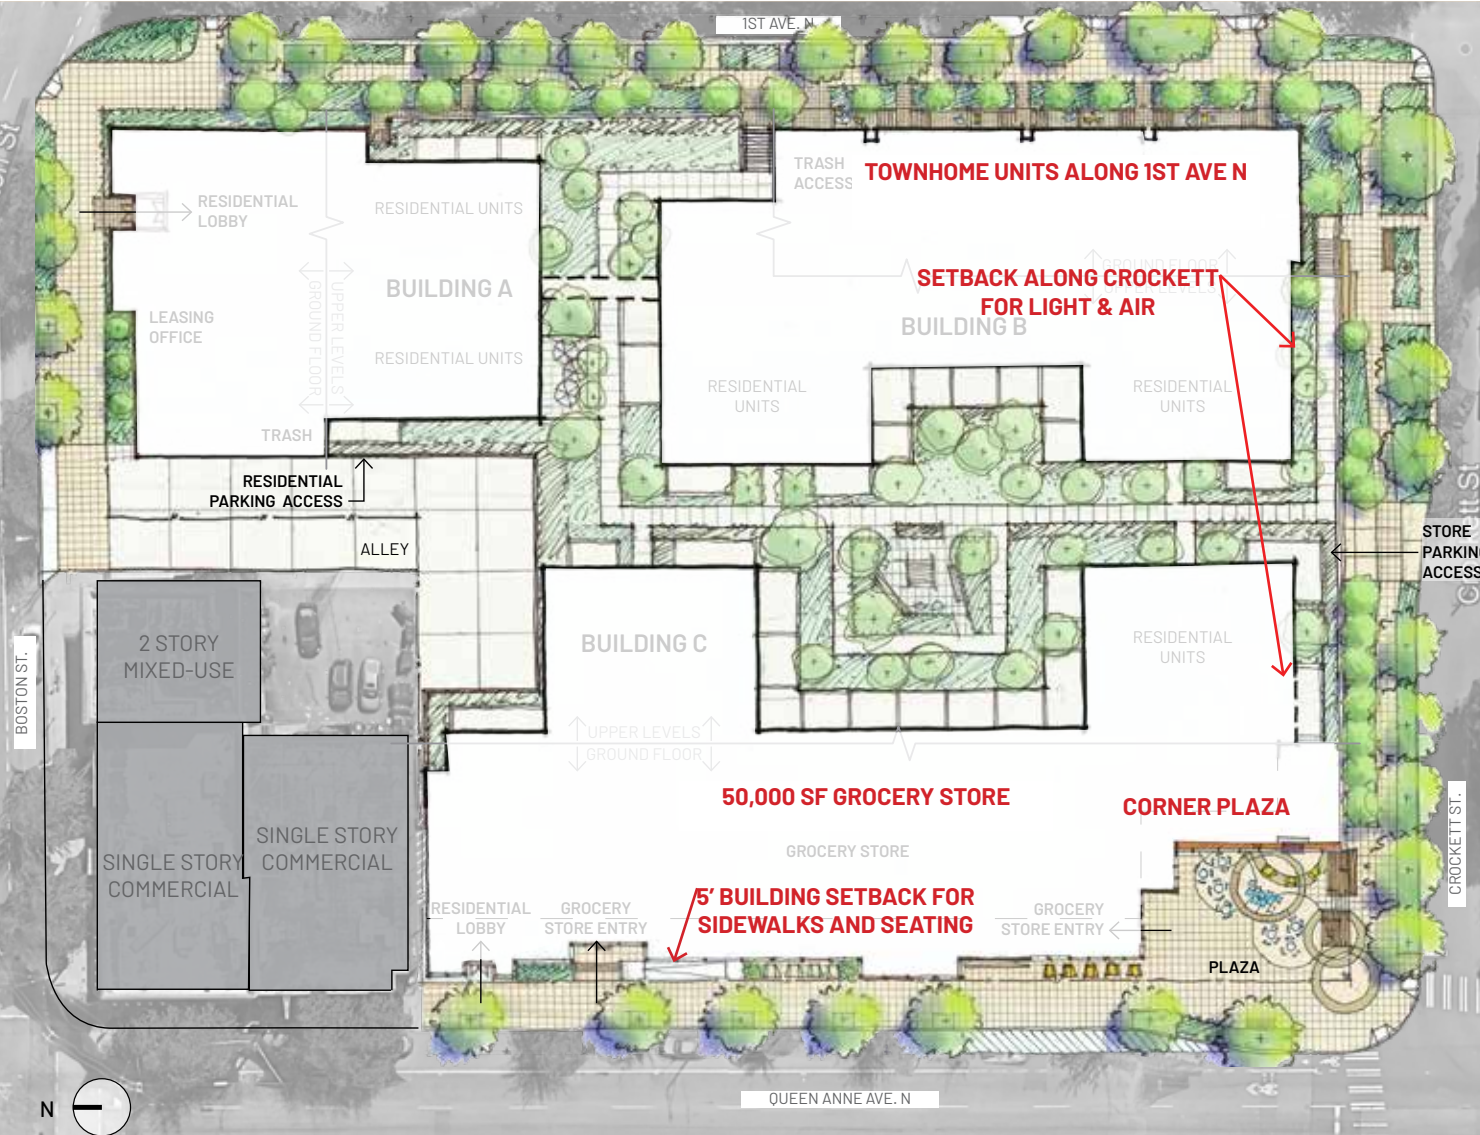 1ST AVE. N
TRASH
ACCESS
TOWNHOME UNITS ALONG 1ST AVE N
RESIDENTIAL
LOBBY
RESIDENTIAL UNITS
GROUND FLOOR
SETBACK ALONG CROCKETT
FOR LIGHT & AIR
BUILDING A
BUILDING B
UPPER LEVELS
GROUND FLOOR
LEASING
OFFICE
RESIDENTIAL UNITS
RESIDENTIAL
UNITS
RESIDENTIAL
UNITS
TRASH
RESIDENTIAL
PARKING ACCESS
ALLEY
STORE
PARKING
ACCESS
2 STORY
MIXED-USE
BUILDING C
RESIDENTIAL
UNITS
BOSTON ST.
UPPER LEVELS
GROUND FLOOR
50,000 SF GROCERY STORE
CORNER PLAZA
SINGLE STORY
COMMERCIAL
SINGLE STORY
COMMERCIAL
GROCERY STORE
CROCKETT ST.
5' BUILDING SETBACK FOR
SIDEWALKS AND SEATING
RESIDENTIAL
LOBBY
GROCERY
STORE ENTRY
GROCERY
STORE ENTRY
PLAZA
N
QUEEN ANNE AVE. N